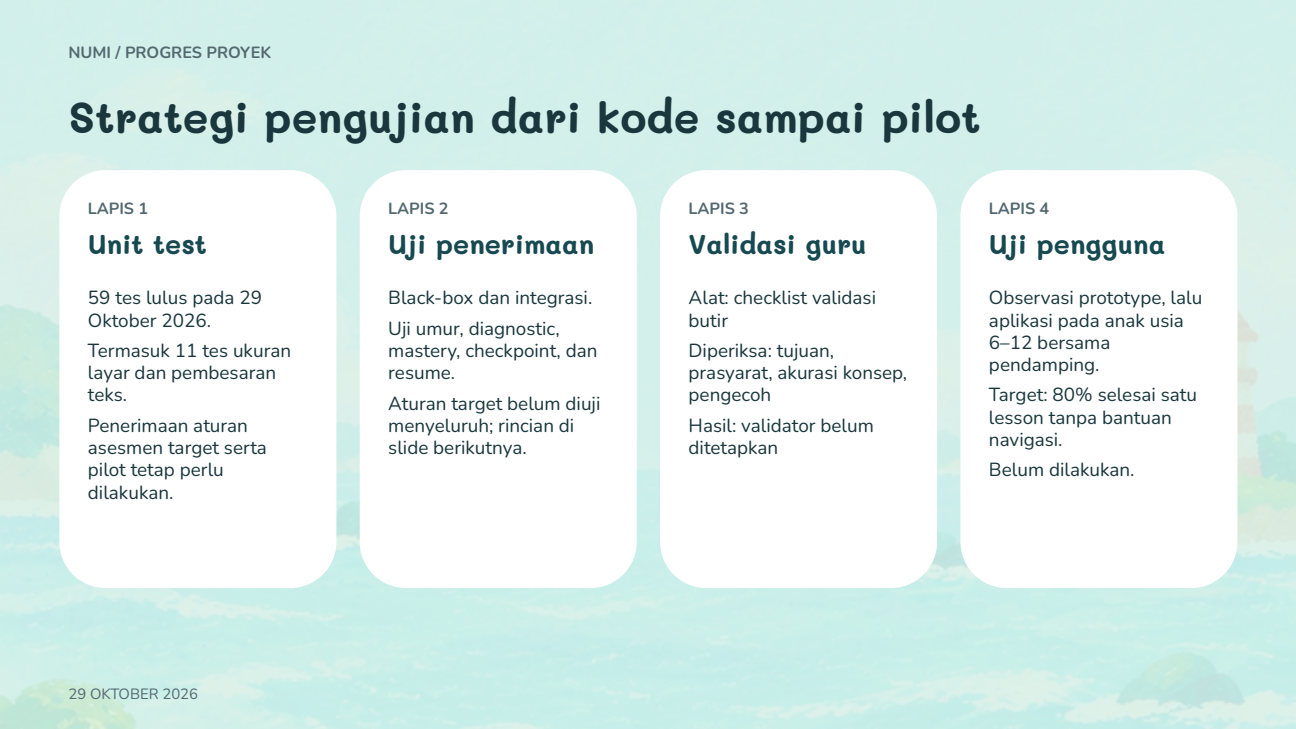 NUMI / PROGRES PROYEK
Strategi pengujian dari kode sampai pilot
LAPIS 1
Unit test
59 tes lulus pada 29
Oktober 2026.
Termasuk 11 tes ukuran
layar dan pembesaran
teks.
Penerimaan aturan
asesmen target serta
pilot tetap perlu
dilakukan.
LAPIS 2
Uji penerimaan
Black-box dan integrasi.
Uji umur, diagnostic,
mastery, checkpoint, dan
resume.
Aturan target belum diuji
menyeluruh; rincian di
slide berikutnya.
LAPIS 3
Validasi guru
Alat: checklist validasi
butir
Diperiksa: tujuan,
prasyarat, akurasi konsep,
pengecoh
Hasil: validator belum
ditetapkan
LAPIS 4
Uji pengguna
Observasi prototype, lalu
aplikasi pada anak usia
6–12 bersama
pendamping.
Target: 80% selesai satu
lesson tanpa bantuan
navigasi.
Belum dilakukan.
29 OKTOBER 2026